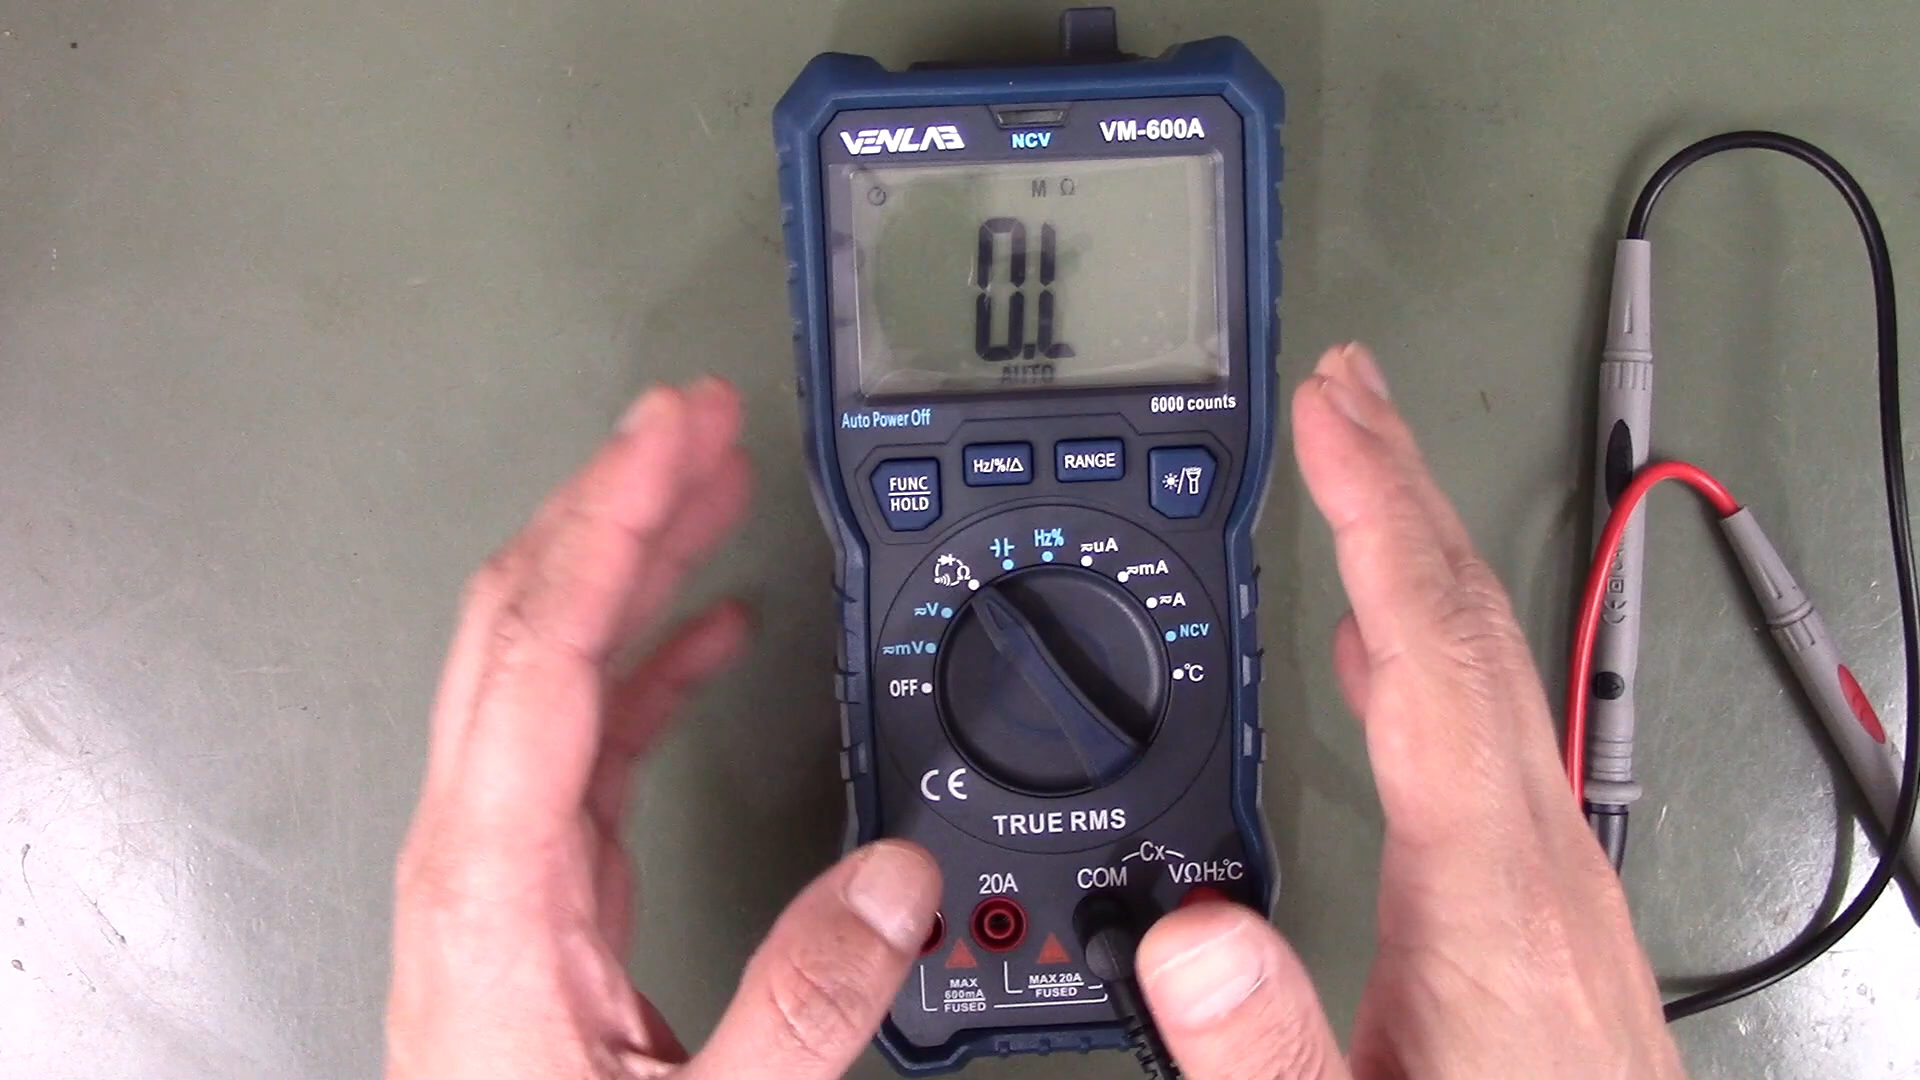 VENLAB
NCV
VM-600A
M Ω
O.L
AUTO
Auto Power Off
6000 counts
FUNC
HOLD
Hz/%/△
RANGE
Hz%
≂uA
≂mA
≂A
NCV
°C
Ω
≂V
≂mV
OFF
CE
TRUE RMS
Cx
20A
COM
VΩHz°C
MAX
600mA
FUSED
MAX 20A
FUSED